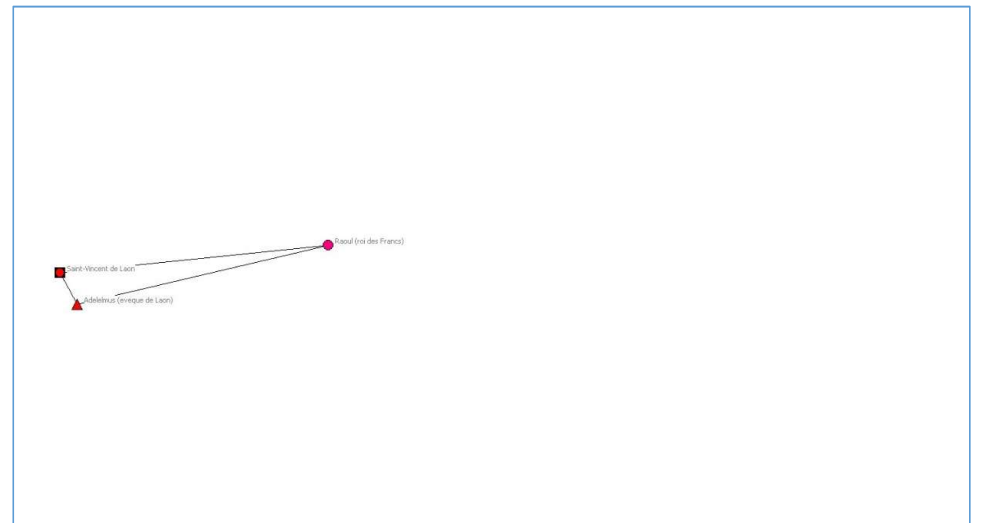 Raoul (roi des Francs)
Saint-Vincent de Laon
Adelelmus (eveque de Laon)